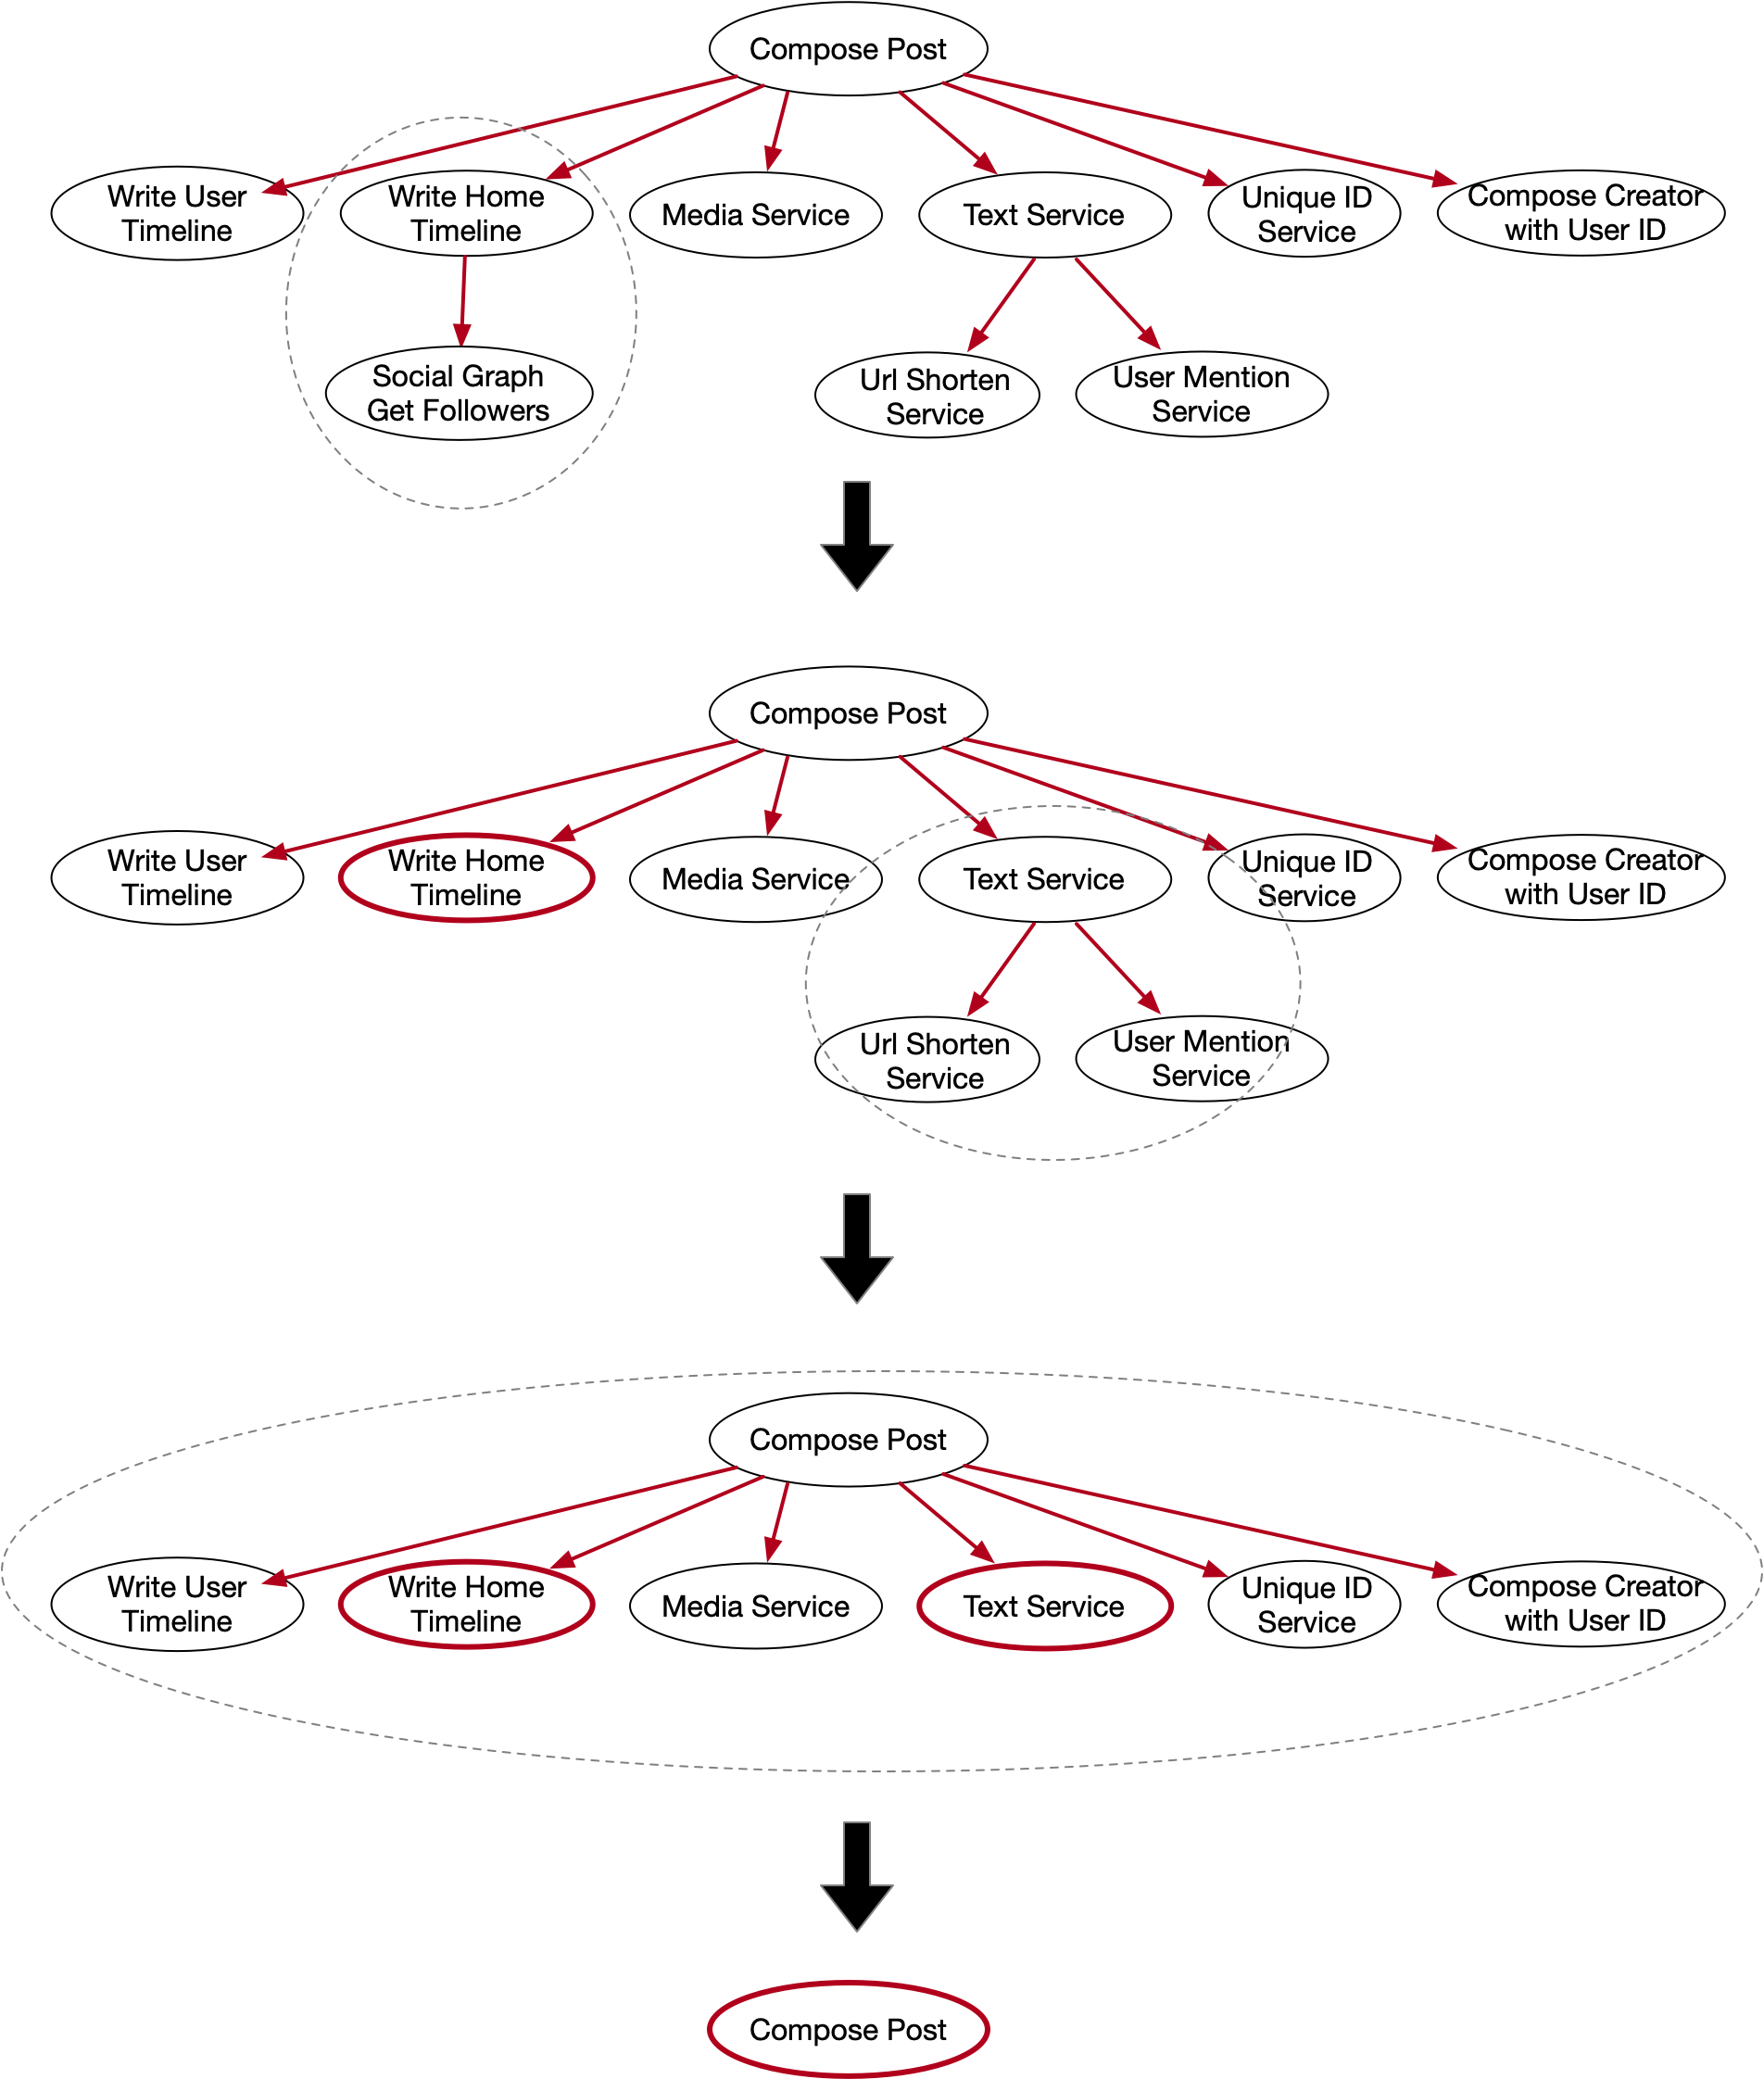 Compose Post
Write User
Timeline
Write Home
Timeline
Media Service
Text Service
Unique ID
Service
Compose Creator
with User ID
Social Graph
Get Followers
Url Shorten
Service
User Mention
Service
Compose Post
Write User
Timeline
Write Home
Timeline
Media Service
Text Service
Unique ID
Service
Compose Creator
with User ID
Url Shorten
Service
User Mention
Service
Compose Post
Write User
Timeline
Write Home
Timeline
Media Service
Text Service
Unique ID
Service
Compose Creator
with User ID
Compose Post